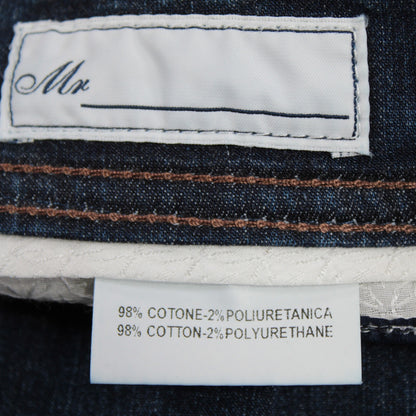 Mr
98% COTONE-2% POLIURETANICA
98% COTTON-2% POLYURETHANE